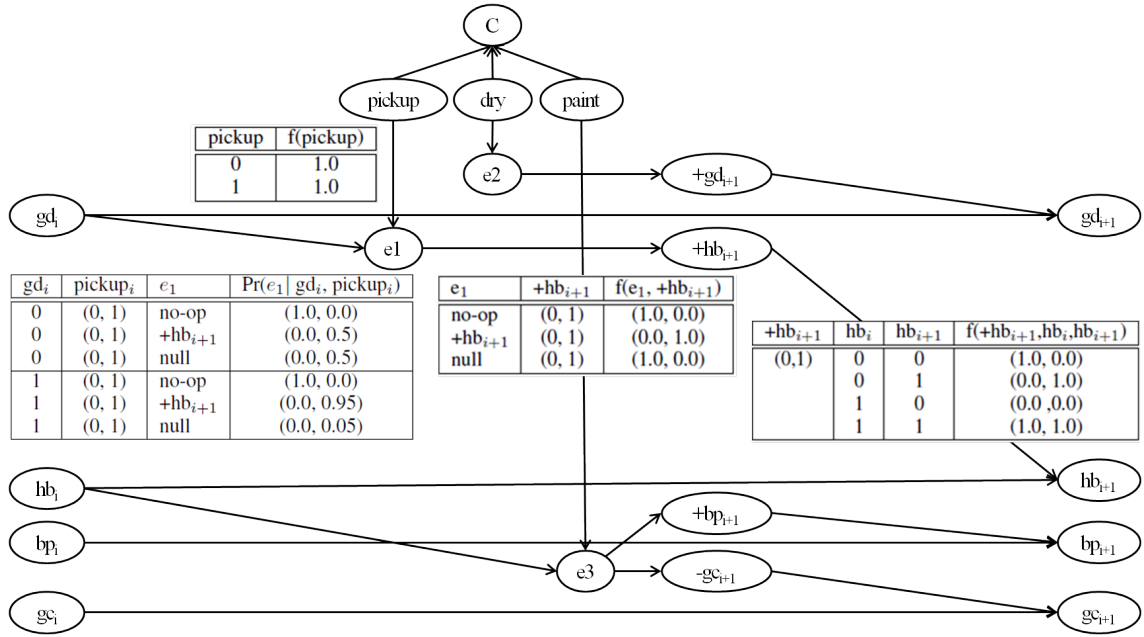 C
pickup
dry
paint
pickup f(pickup)
0 1.0
1 1.0
e2
+gdᵢ₊₁
gdᵢ
gdᵢ₊₁
e1
+hbᵢ₊₁
gdᵢ pickupᵢ e₁ Pr(e₁| gdᵢ, pickupᵢ)
0 (0, 1) no-op (1.0, 0.0)
0 (0, 1) +hbᵢ₊₁ (0.0, 0.5)
0 (0, 1) null (0.0, 0.5)
1 (0, 1) no-op (1.0, 0.0)
1 (0, 1) +hbᵢ₊₁ (0.0, 0.95)
1 (0, 1) null (0.0, 0.05)
e₁ +hbᵢ₊₁ f(e₁, +hbᵢ₊₁)
no-op (0, 1) (1.0, 0.0)
+hbᵢ₊₁ (0, 1) (0.0, 1.0)
null (0, 1) (1.0, 0.0)
+hbᵢ₊₁ hbᵢ hbᵢ₊₁ f(+hbᵢ₊₁,hbᵢ,hbᵢ₊₁)
(0,1) 0 0 (1.0, 0.0)
0 1 (0.0, 1.0)
1 0 (0.0 ,0.0)
1 1 (1.0, 1.0)
hbᵢ
hbᵢ₊₁
+bpᵢ₊₁
bpᵢ
bpᵢ₊₁
e3
-gcᵢ₊₁
gcᵢ
gcᵢ₊₁